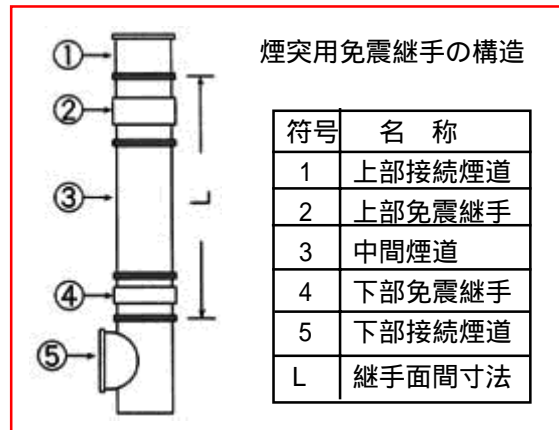 煙突用免震継手の構造
①
②
③
④
⑤
L
符号 名 称
1 上部接続煙道
2 上部免震継手
3 中間煙道
4 下部免震継手
5 下部接続煙道
L 継手面間寸法